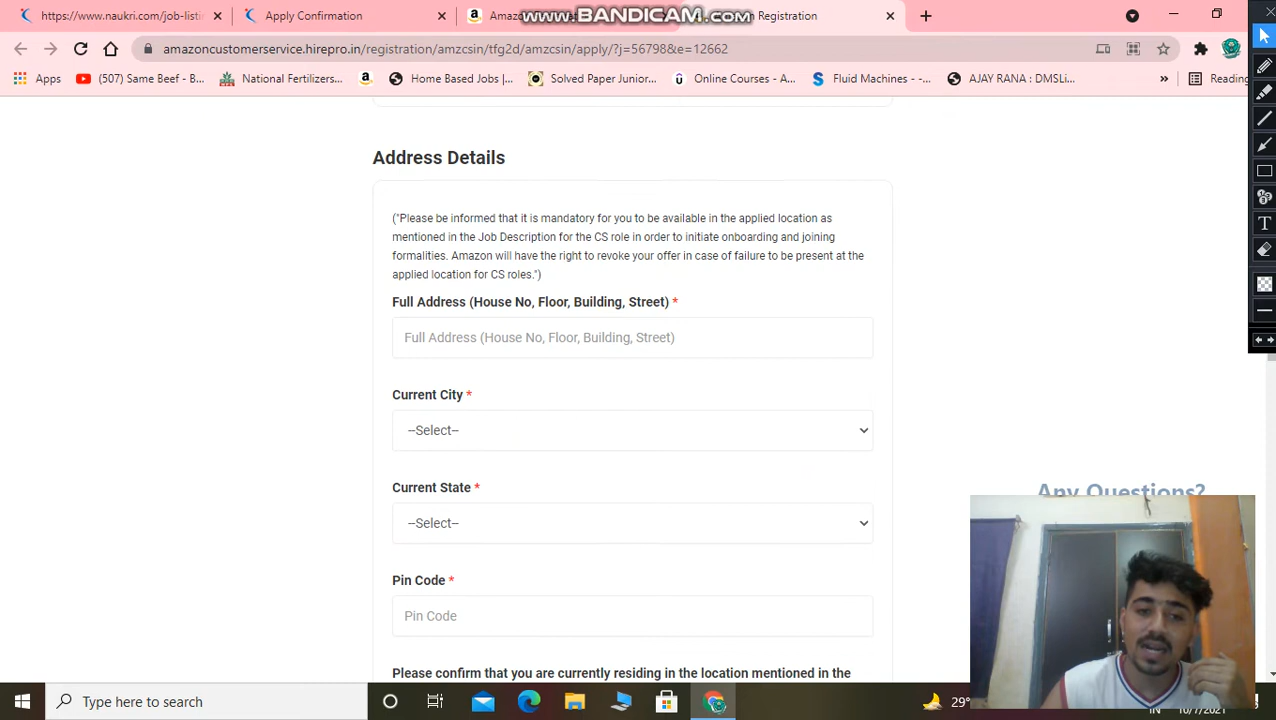 https://www.naukri.com/job-listi
Apply Confirmation
Amazo
www.BANDICAM.com
Registration
amazoncustomerservice.hirepro.in/registration/amzcsin/tfg2d/amzcsin/apply/?j=56798&e=12662
Apps
(507) Same Beef - B...
National Fertilizers...
Home Based Jobs |...
Solved Paper Junior...
Online Courses - A...
Fluid Machines - -...
AJAY RANA : DMSLi...
Reading
Address Details
("Please be informed that it is mandatory for you to be available in the applied location as
mentioned in the Job Description for the CS role in order to initiate onboarding and joining
formalities. Amazon will have the right to revoke your offer in case of failure to be present at the
applied location for CS roles.")
Full Address (House No, Floor, Building, Street) *
Full Address (House No, Floor, Building, Street)
Current City *
--Select--
Current State *
--Select--
Any Questions?
Pin Code *
Pin Code
Please confirm that you are currently residing in the location mentioned in the
Type here to search
29°
IN
10/7/2021